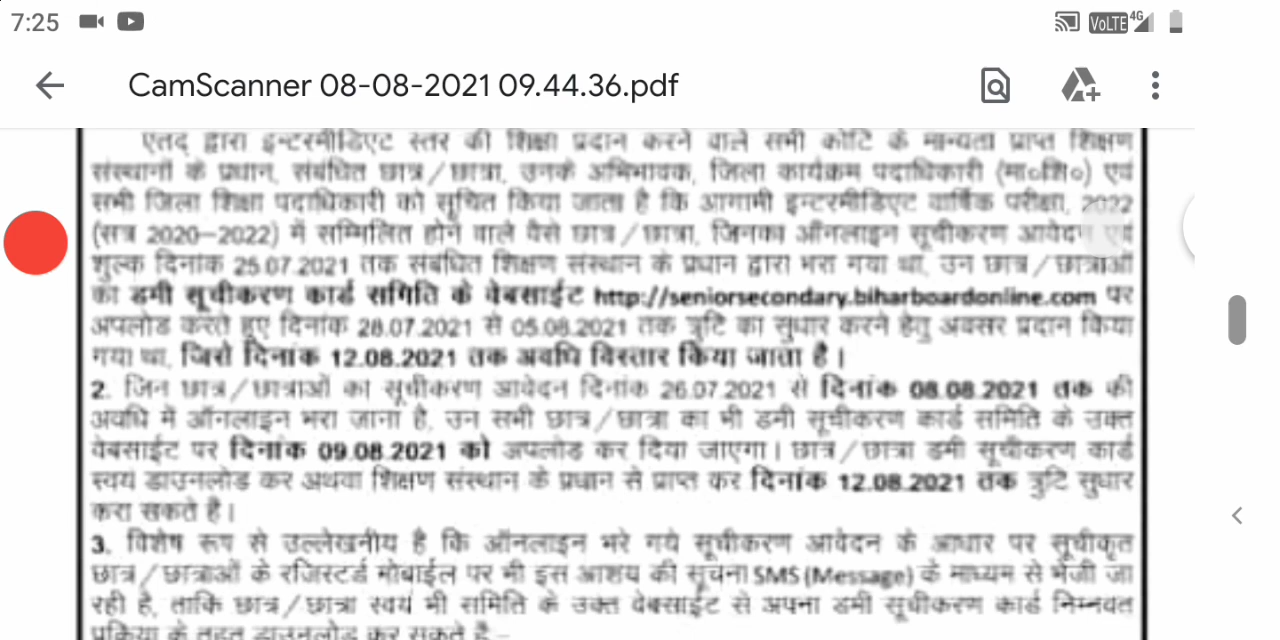 7:25
VoLTE 4G
CamScanner 08-08-2021 09.44.36.pdf
एतद् द्वारा इन्टरमीडिएट स्तर की शिक्षा प्रदान करने वाले सभी कोटि के मान्यता प्राप्त शिक्षण
संस्थानों के प्रधान, संबंधित छात्र/छात्रा, उनके अभिभावक, जिला कार्यक्रम पदाधिकारी (मा०शि०) एवं
सभी जिला शिक्षा पदाधिकारी को सूचित किया जाता है कि आगामी इन्टरमीडिएट वार्षिक परीक्षा, 2022
(सत्र 2020–2022) में सम्मिलित होने वाले वैसे छात्र/छात्रा, जिनका ऑनलाइन सूचीकरण आवेदन एवं
शुल्क दिनांक 25.07.2021 तक संबंधित शिक्षण संस्थान के प्रधान द्वारा भरा गया था, उन छात्र/छात्राओं
का डमी सूचीकरण कार्ड समिति के वेबसाईट http://seniorsecondary.biharboardonline.com पर
अपलोड करते हुए दिनांक 28.07.2021 से 05.08.2021 तक त्रुटि का सुधार करने हेतु अवसर प्रदान किया
गया था, जिसे दिनांक 12.08.2021 तक अवधि विस्तार किया जाता है।
2. जिन छात्र/छात्राओं का सूचीकरण आवेदन दिनांक 26.07.2021 से दिनांक 08.08.2021 तक की
अवधि में ऑनलाइन भरा जाना है, उन सभी छात्र/छात्रा का भी डमी सूचीकरण कार्ड समिति के उक्त
वेबसाईट पर दिनांक 09.08.2021 को अपलोड कर दिया जाएगा। छात्र/छात्रा डमी सूचीकरण कार्ड
स्वयं डाउनलोड कर अथवा शिक्षण संस्थान के प्रधान से प्राप्त कर दिनांक 12.08.2021 तक त्रुटि सुधार
करा सकते है।
3. विशेष रूप से उल्लेखनीय है कि ऑनलाइन भरे गये सूचीकरण आवेदन के आधार पर सूचीकृत
छात्र/छात्राओं के रजिस्टर्ड मोबाईल पर भी इस आशय की सूचना SMS (Message) के माध्यम से भेजी जा
रही है, ताकि छात्र/छात्रा स्वयं भी समिति के उक्त वेबसाईट से अपना डमी सूचीकरण कार्ड निम्नवत
प्रक्रिया के तहत डाउनलोड कर सकते है:–